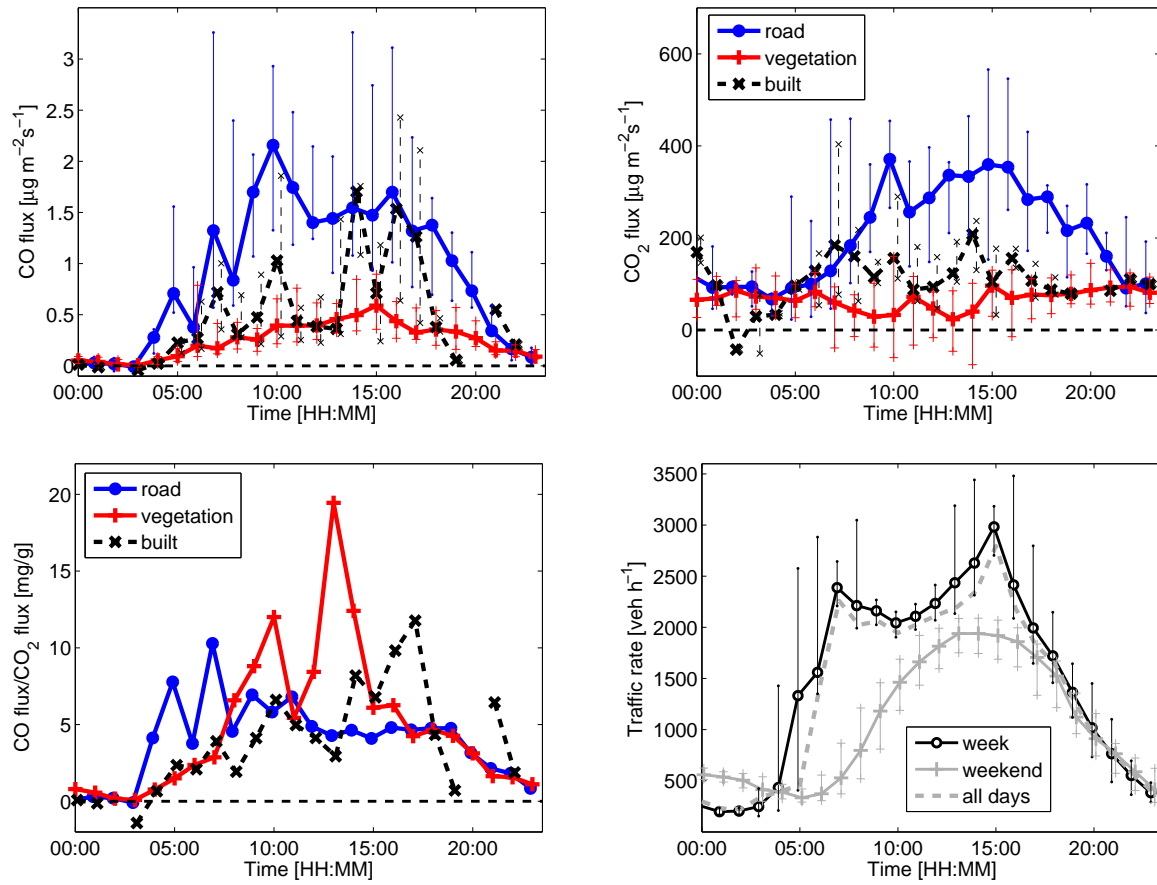 CO flux [µg m⁻²s⁻¹]
3
2.5
2
1.5
1
0.5
0
00:00 05:00 10:00 15:00 20:00
Time [HH:MM]
CO₂ flux [µg m⁻²s⁻¹]
600
400
200
0
road
vegetation
built
00:00 05:00 10:00 15:00 20:00
Time [HH:MM]
CO flux/CO₂ flux [mg/g]
20
15
10
5
0
road
vegetation
built
00:00 05:00 10:00 15:00 20:00
Time [HH:MM]
Traffic rate [veh h⁻¹]
3500
3000
2500
2000
1500
1000
500
week
weekend
all days
00:00 05:00 10:00 15:00 20:00
Time [HH:MM]